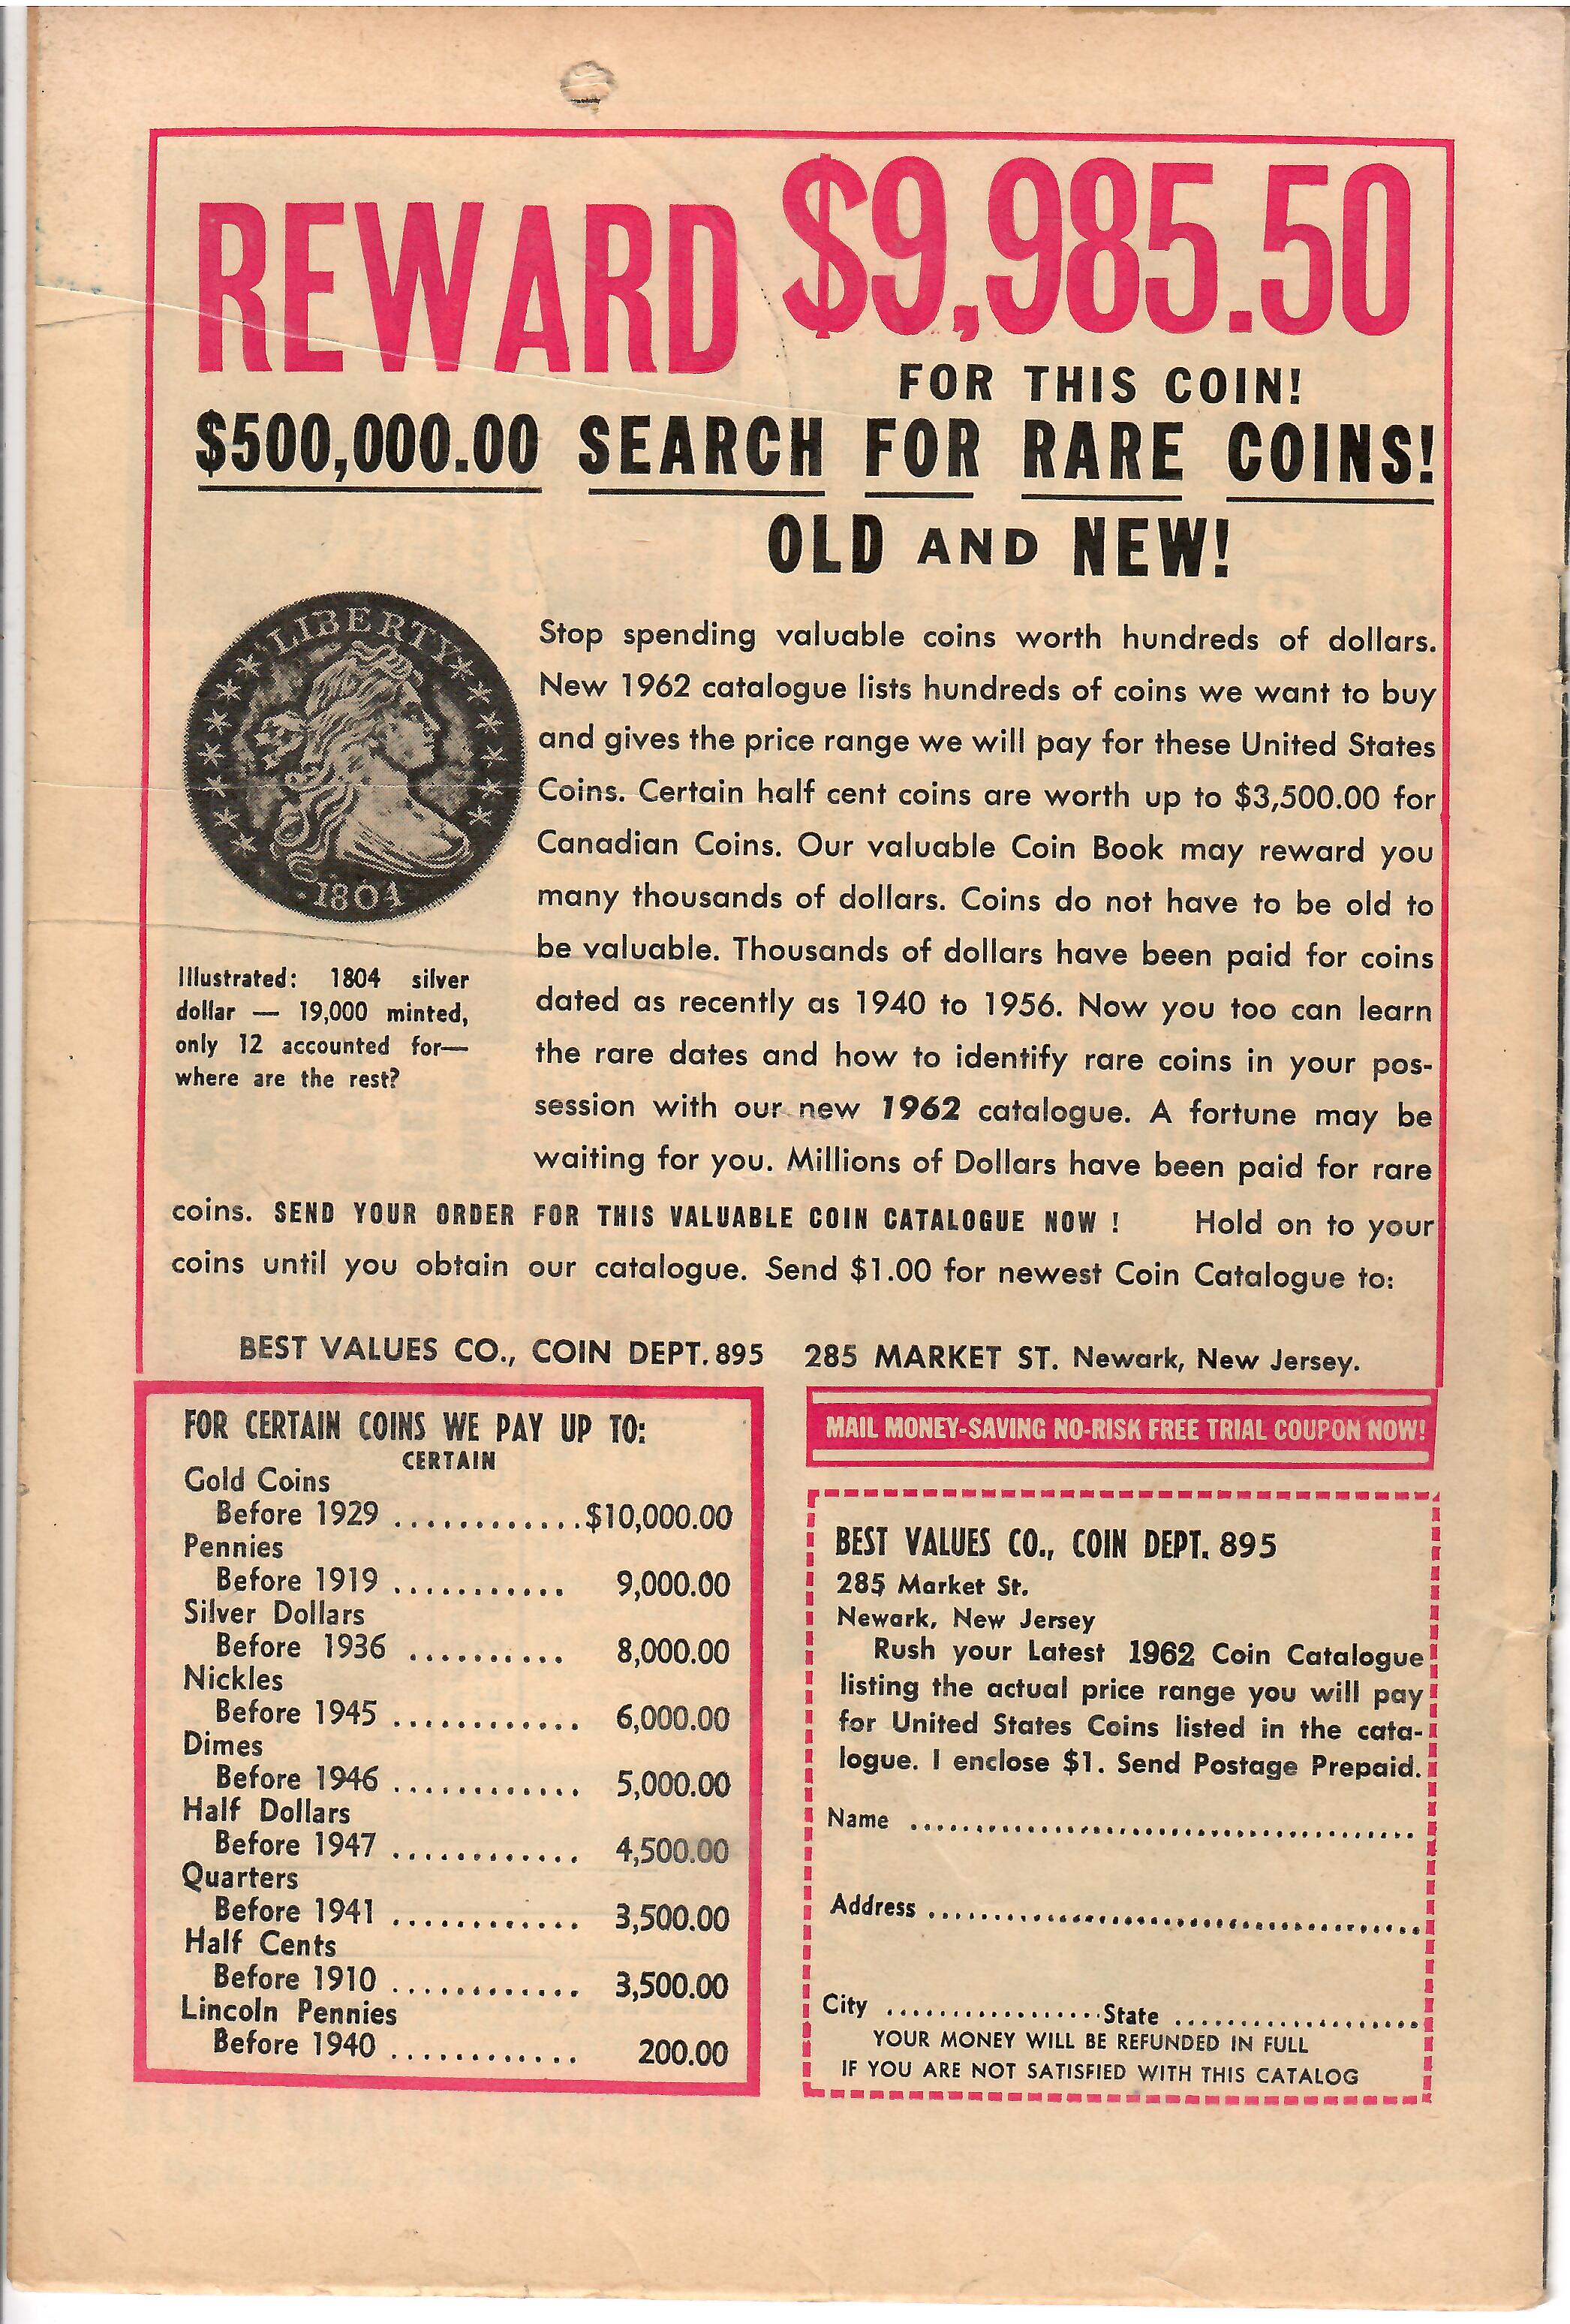 REWARD $9,985.50
FOR THIS COIN!
$500,000.00 SEARCH FOR RARE COINS!
OLD AND NEW!
LIBERTY
1804
Illustrated: 1804 silver
dollar — 19,000 minted,
only 12 accounted for—
where are the rest?
Stop spending valuable coins worth hundreds of dollars.
New 1962 catalogue lists hundreds of coins we want to buy
and gives the price range we will pay for these United States
Coins. Certain half cent coins are worth up to $3,500.00 for
Canadian Coins. Our valuable Coin Book may reward you
many thousands of dollars. Coins do not have to be old to
be valuable. Thousands of dollars have been paid for coins
dated as recently as 1940 to 1956. Now you too can learn
the rare dates and how to identify rare coins in your pos-
session with our new 1962 catalogue. A fortune may be
waiting for you. Millions of Dollars have been paid for rare
coins. SEND YOUR ORDER FOR THIS VALUABLE COIN CATALOGUE NOW ! Hold on to your
coins until you obtain our catalogue. Send $1.00 for newest Coin Catalogue to:
BEST VALUES CO., COIN DEPT. 895 285 MARKET ST. Newark, New Jersey.
FOR CERTAIN COINS WE PAY UP TO:
CERTAIN
Gold Coins
Before 1929 ............$10,000.00
Pennies
Before 1919 ........... 9,000.00
Silver Dollars
Before 1936 .......... 8,000.00
Nickles
Before 1945 ............ 6,000.00
Dimes
Before 1946 ............ 5,000.00
Half Dollars
Before 1947 ............ 4,500.00
Quarters
Before 1941 ............ 3,500.00
Half Cents
Before 1910 ............ 3,500.00
Lincoln Pennies
Before 1940 ............ 200.00
MAIL MONEY-SAVING NO-RISK FREE TRIAL COUPON NOW!
BEST VALUES CO., COIN DEPT. 895
285 Market St.
Newark, New Jersey
Rush your Latest 1962 Coin Catalogue
listing the actual price range you will pay
for United States Coins listed in the cata-
logue. I enclose $1. Send Postage Prepaid.
Name ........................................
Address ........................................
City .................State ....................
YOUR MONEY WILL BE REFUNDED IN FULL
IF YOU ARE NOT SATISFIED WITH THIS CATALOG